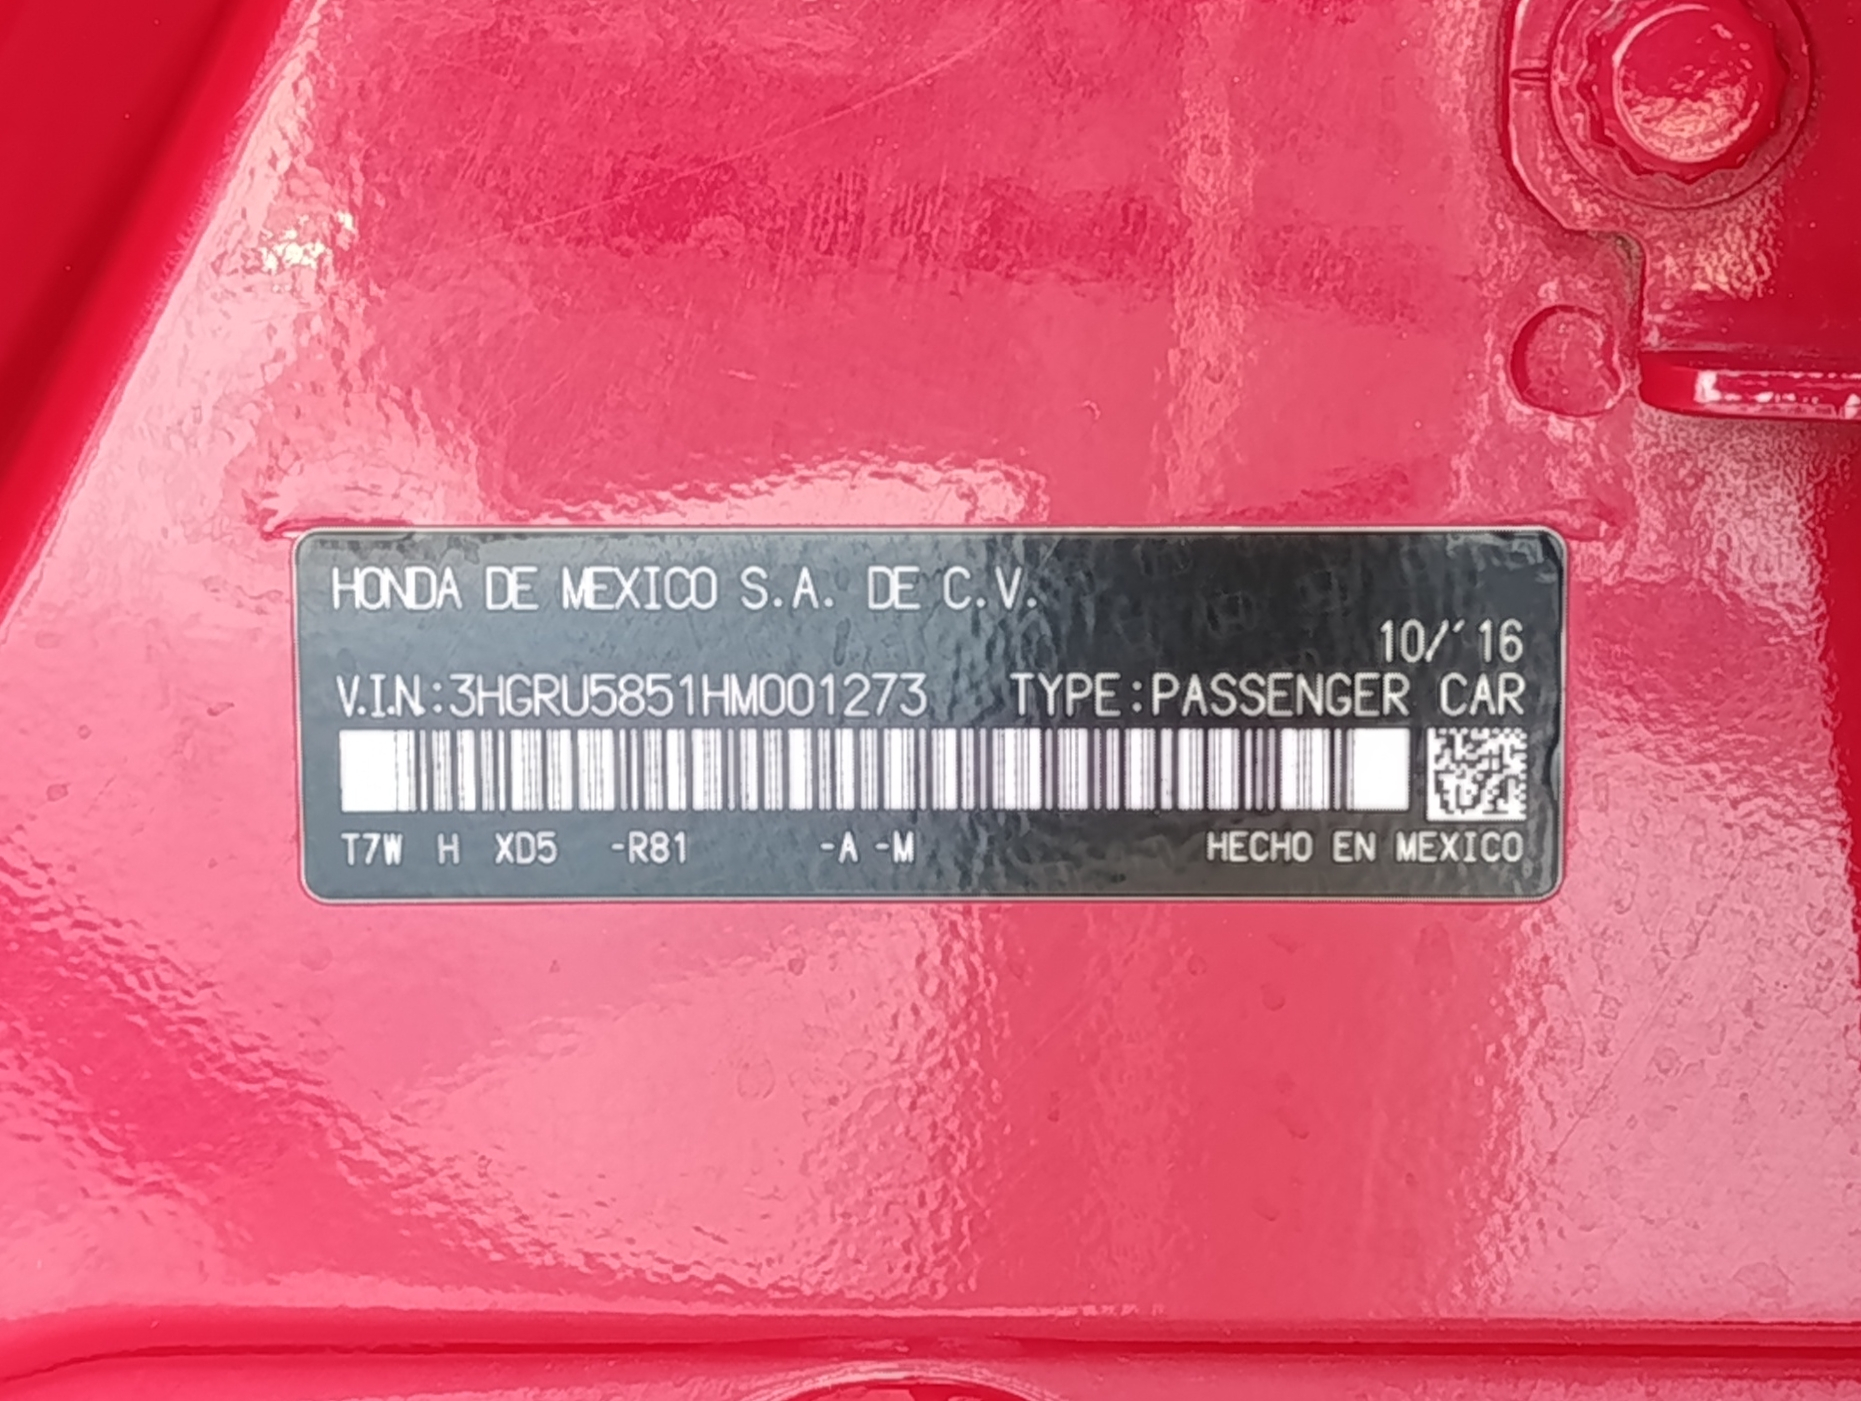 HONDA DE MEXICO S.A. DE C.V.
10/'16
V.I.N.:3HGRU5851HM001273 TYPE:PASSENGER CAR
T7W H XD5 -R81 -A -M HECHO EN MEXICO